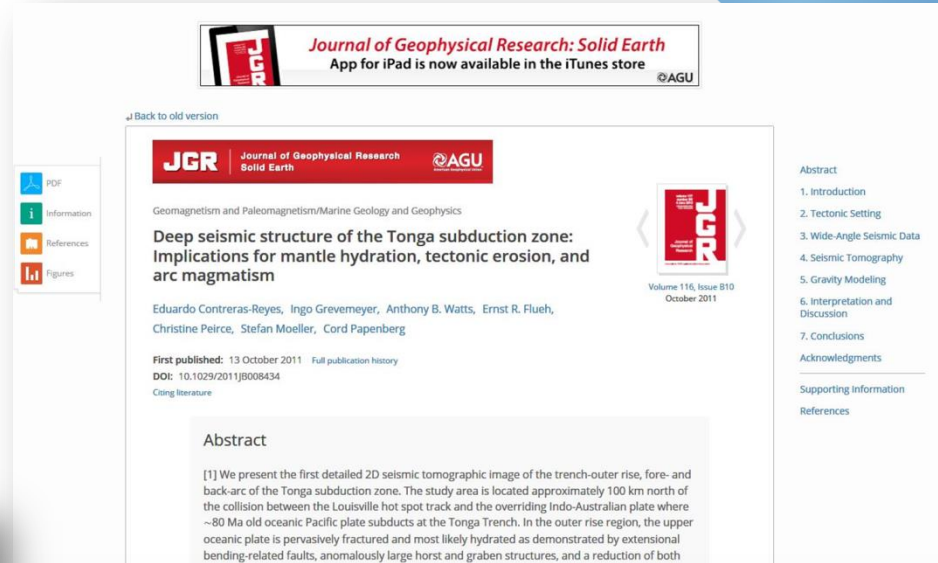 Journal of Geophysical Research: Solid Earth
App for iPad is now available in the iTunes store
AGU
Back to old version
JGR
Journal of Geophysical Research
Solid Earth
AGU
PDF
Information
References
Figures
Geomagnetism and Paleomagnetism/Marine Geology and Geophysics
Deep seismic structure of the Tonga subduction zone:
Implications for mantle hydration, tectonic erosion, and
arc magmatism
Eduardo Contreras-Reyes, Ingo Grevemeyer, Anthony B. Watts, Ernst R. Flueh,
Christine Peirce, Stefan Moeller, Cord Papenberg
First published: 13 October 2011 Full publication history
DOI: 10.1029/2011JB008434
Citing literature
JGR
Volume 116, Issue B10
October 2011
Abstract
[1] We present the first detailed 2D seismic tomographic image of the trench-outer rise, fore- and
back-arc of the Tonga subduction zone. The study area is located approximately 100 km north of
the collision between the Louisville hot spot track and the overriding Indo-Australian plate where
~80 Ma old oceanic Pacific plate subducts at the Tonga Trench. In the outer rise region, the upper
oceanic plate is pervasively fractured and most likely hydrated as demonstrated by extensional
bending-related faults, anomalously large horst and graben structures, and a reduction of both
Abstract
1. Introduction
2. Tectonic Setting
3. Wide-Angle Seismic Data
4. Seismic Tomography
5. Gravity Modeling
6. Interpretation and
Discussion
7. Conclusions
Acknowledgments
Supporting Information
References